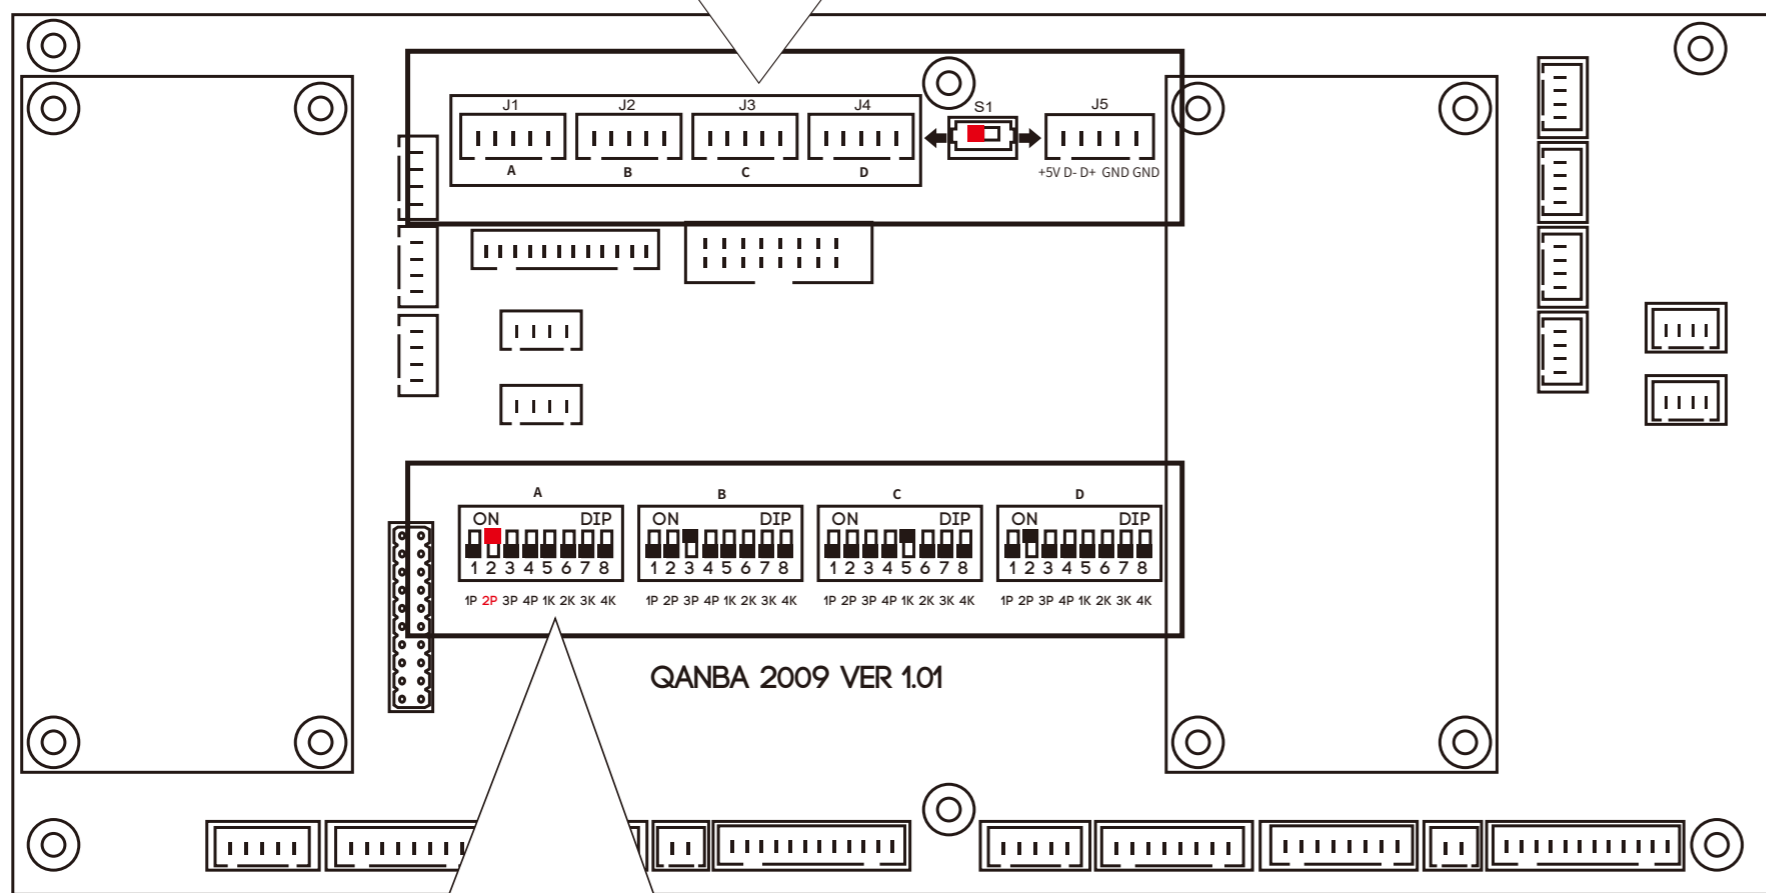 J1 J2 J3 J4 S1 J5
A B C D +5V D- D+ GND GND
A B C D
ON DIP ON DIP ON DIP ON DIP
1 2 3 4 5 6 7 8 1 2 3 4 5 6 7 8 1 2 3 4 5 6 7 8 1 2 3 4 5 6 7 8
1P 2P 3P 4P 1K 2K 3K 4K 1P 2P 3P 4P 1K 2K 3K 4K 1P 2P 3P 4P 1K 2K 3K 4K 1P 2P 3P 4P 1K 2K 3K 4K
QANBA 2009 VER 1.01